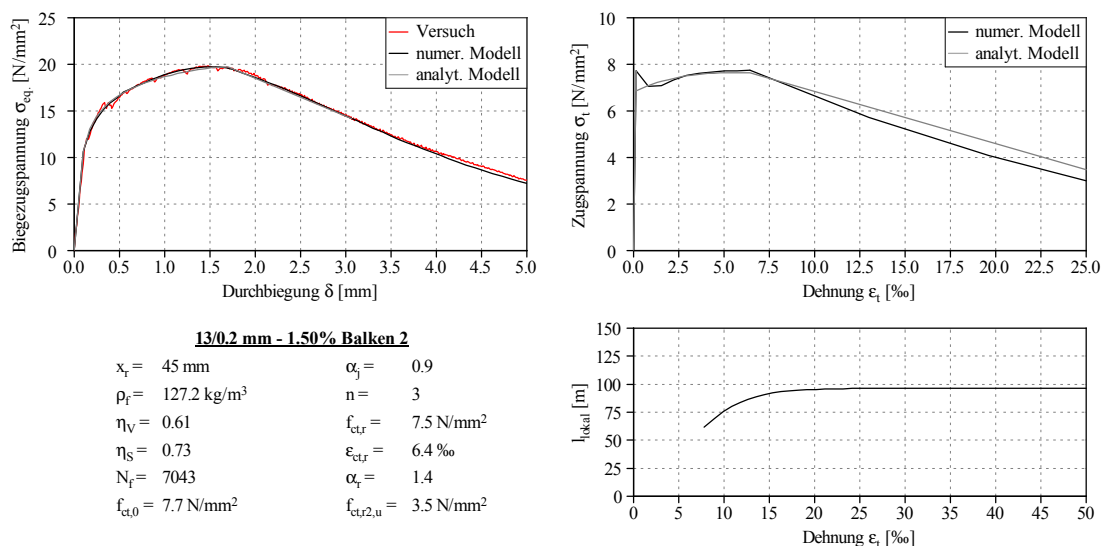 Biegezugspannung σeq. [N/mm²]
25
20
15
10
5
0
0.0 0.5 1.0 1.5 2.0 2.5 3.0 3.5 4.0 4.5 5.0
Durchbiegung δ [mm]
Versuch
numer. Modell
analyt. Modell
Zugspannung σt [N/mm²]
10
8
6
4
2
0
0.0 2.5 5.0 7.5 10.0 12.5 15.0 17.5 20.0 22.5 25.0
Dehnung εt [‰]
numer. Modell
analyt. Modell
13/0.2 mm - 1.50% Balken 2
xr = 45 mm αj = 0.9
ρf = 127.2 kg/m³ n = 3
ηV = 0.61 fct,r = 7.5 N/mm²
ηS = 0.73 εct,r = 6.4 ‰
Nf = 7043 αr = 1.4
fct,0 = 7.7 N/mm² fct,r2,u = 3.5 N/mm²
llokal [m]
150
125
100
75
50
25
0
0 5 10 15 20 25 30 35 40 45 50
Dehnung εt [‰]